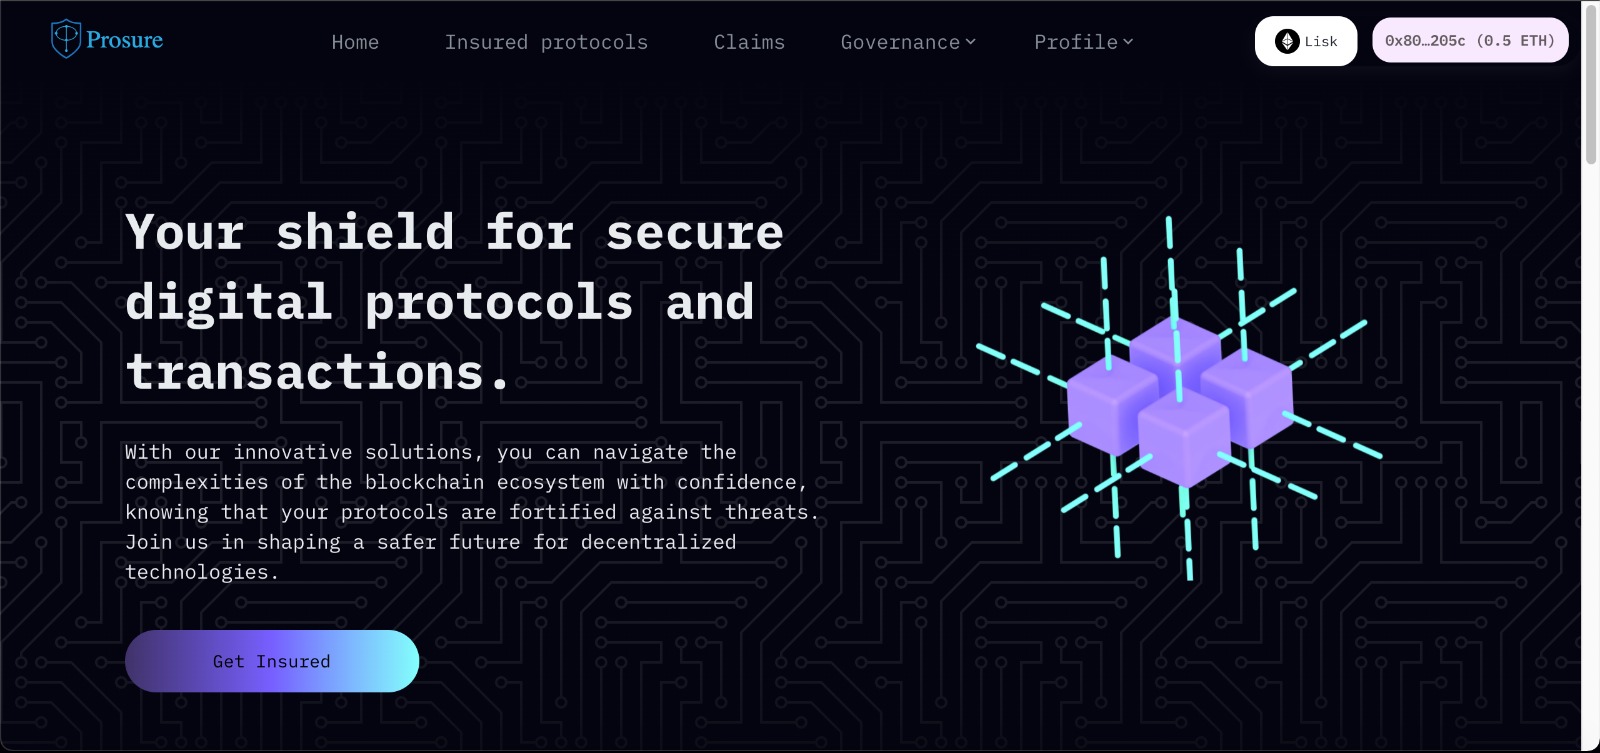 Prosure
Home
Insured protocols
Claims
Governance
Profile
Lisk
0x80…205c (0.5 ETH)
Your shield for secure
digital protocols and
transactions.
With our innovative solutions, you can navigate the
complexities of the blockchain ecosystem with confidence,
knowing that your protocols are fortified against threats.
Join us in shaping a safer future for decentralized
technologies.
Get Insured